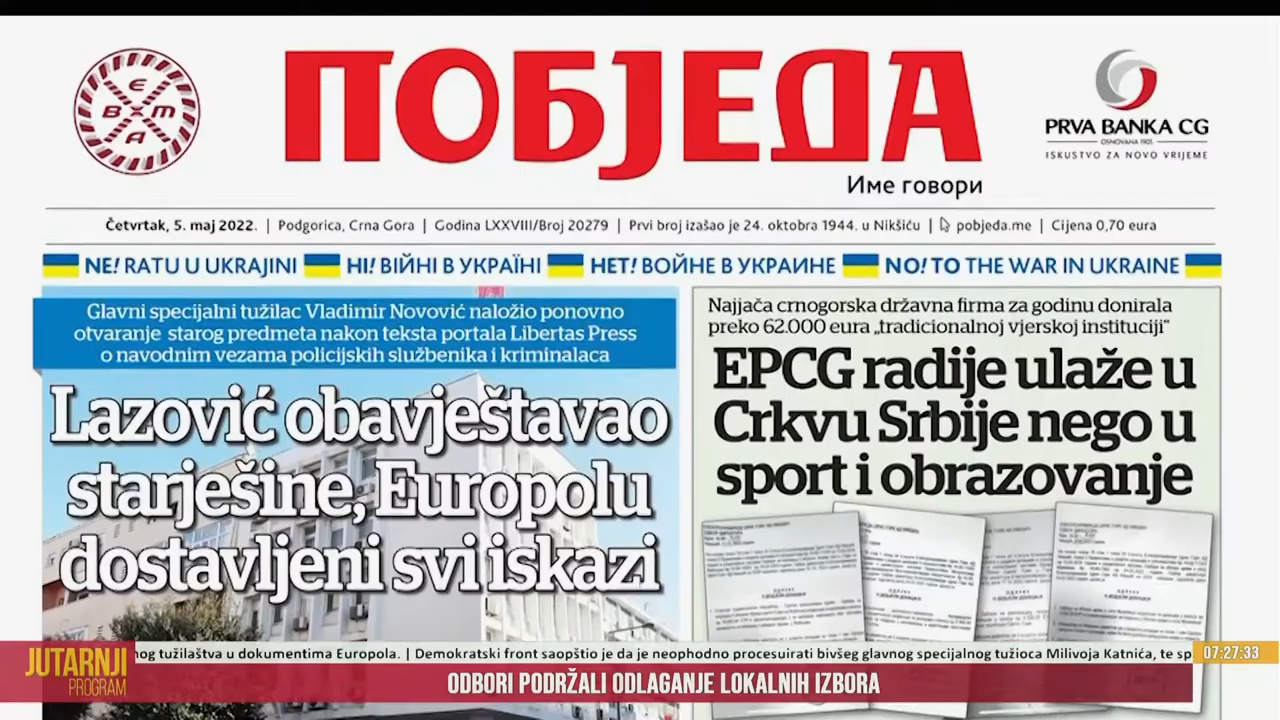 ПОБЈЕДА
Име говори
PRVA BANKA CG
OSNOVANA 1901.
ISKUSTVO ZA NOVO VRIJEME
Četvrtak, 5. maj 2022. | Podgorica, Crna Gora | Godina LXXVIII/Broj 20279 | Prvi broj izašao je 24. oktobra 1944. u Nikšiću | pobjeda.me | Cijena 0,70 eura
NE! RATU U UKRAJINI HI! ВІЙНІ В УКРАЇНІ НЕТ! ВОЙНЕ В УКРАИНЕ NO! TO THE WAR IN UKRAINE
Glavni specijalni tužilac Vladimir Novović naložio ponovno
otvaranje starog predmeta nakon teksta portala Libertas Press
o navodnim vezama policijskih službenika i kriminalaca
Lazović obavještavao
starješine, Europolu
dostavljeni svi iskazi
Najjača crnogorska državna firma za godinu donirala
preko 62.000 eura „tradicionalnoj vjerskoj instituciji“
EPCG radije ulaže u
Crkvu Srbije nego u
sport i obrazovanje
nog tužilaštva u dokumentima Europola. | Demokratski front saopštio je da je neophodno procesuirati bivšeg glavnog specijalnog tužioca Milivoja Katnića, te sp
07:27:33
JUTARNJI
PROGRAM
ODBORI PODRŽALI ODLAGANJE LOKALNIH IZBORA